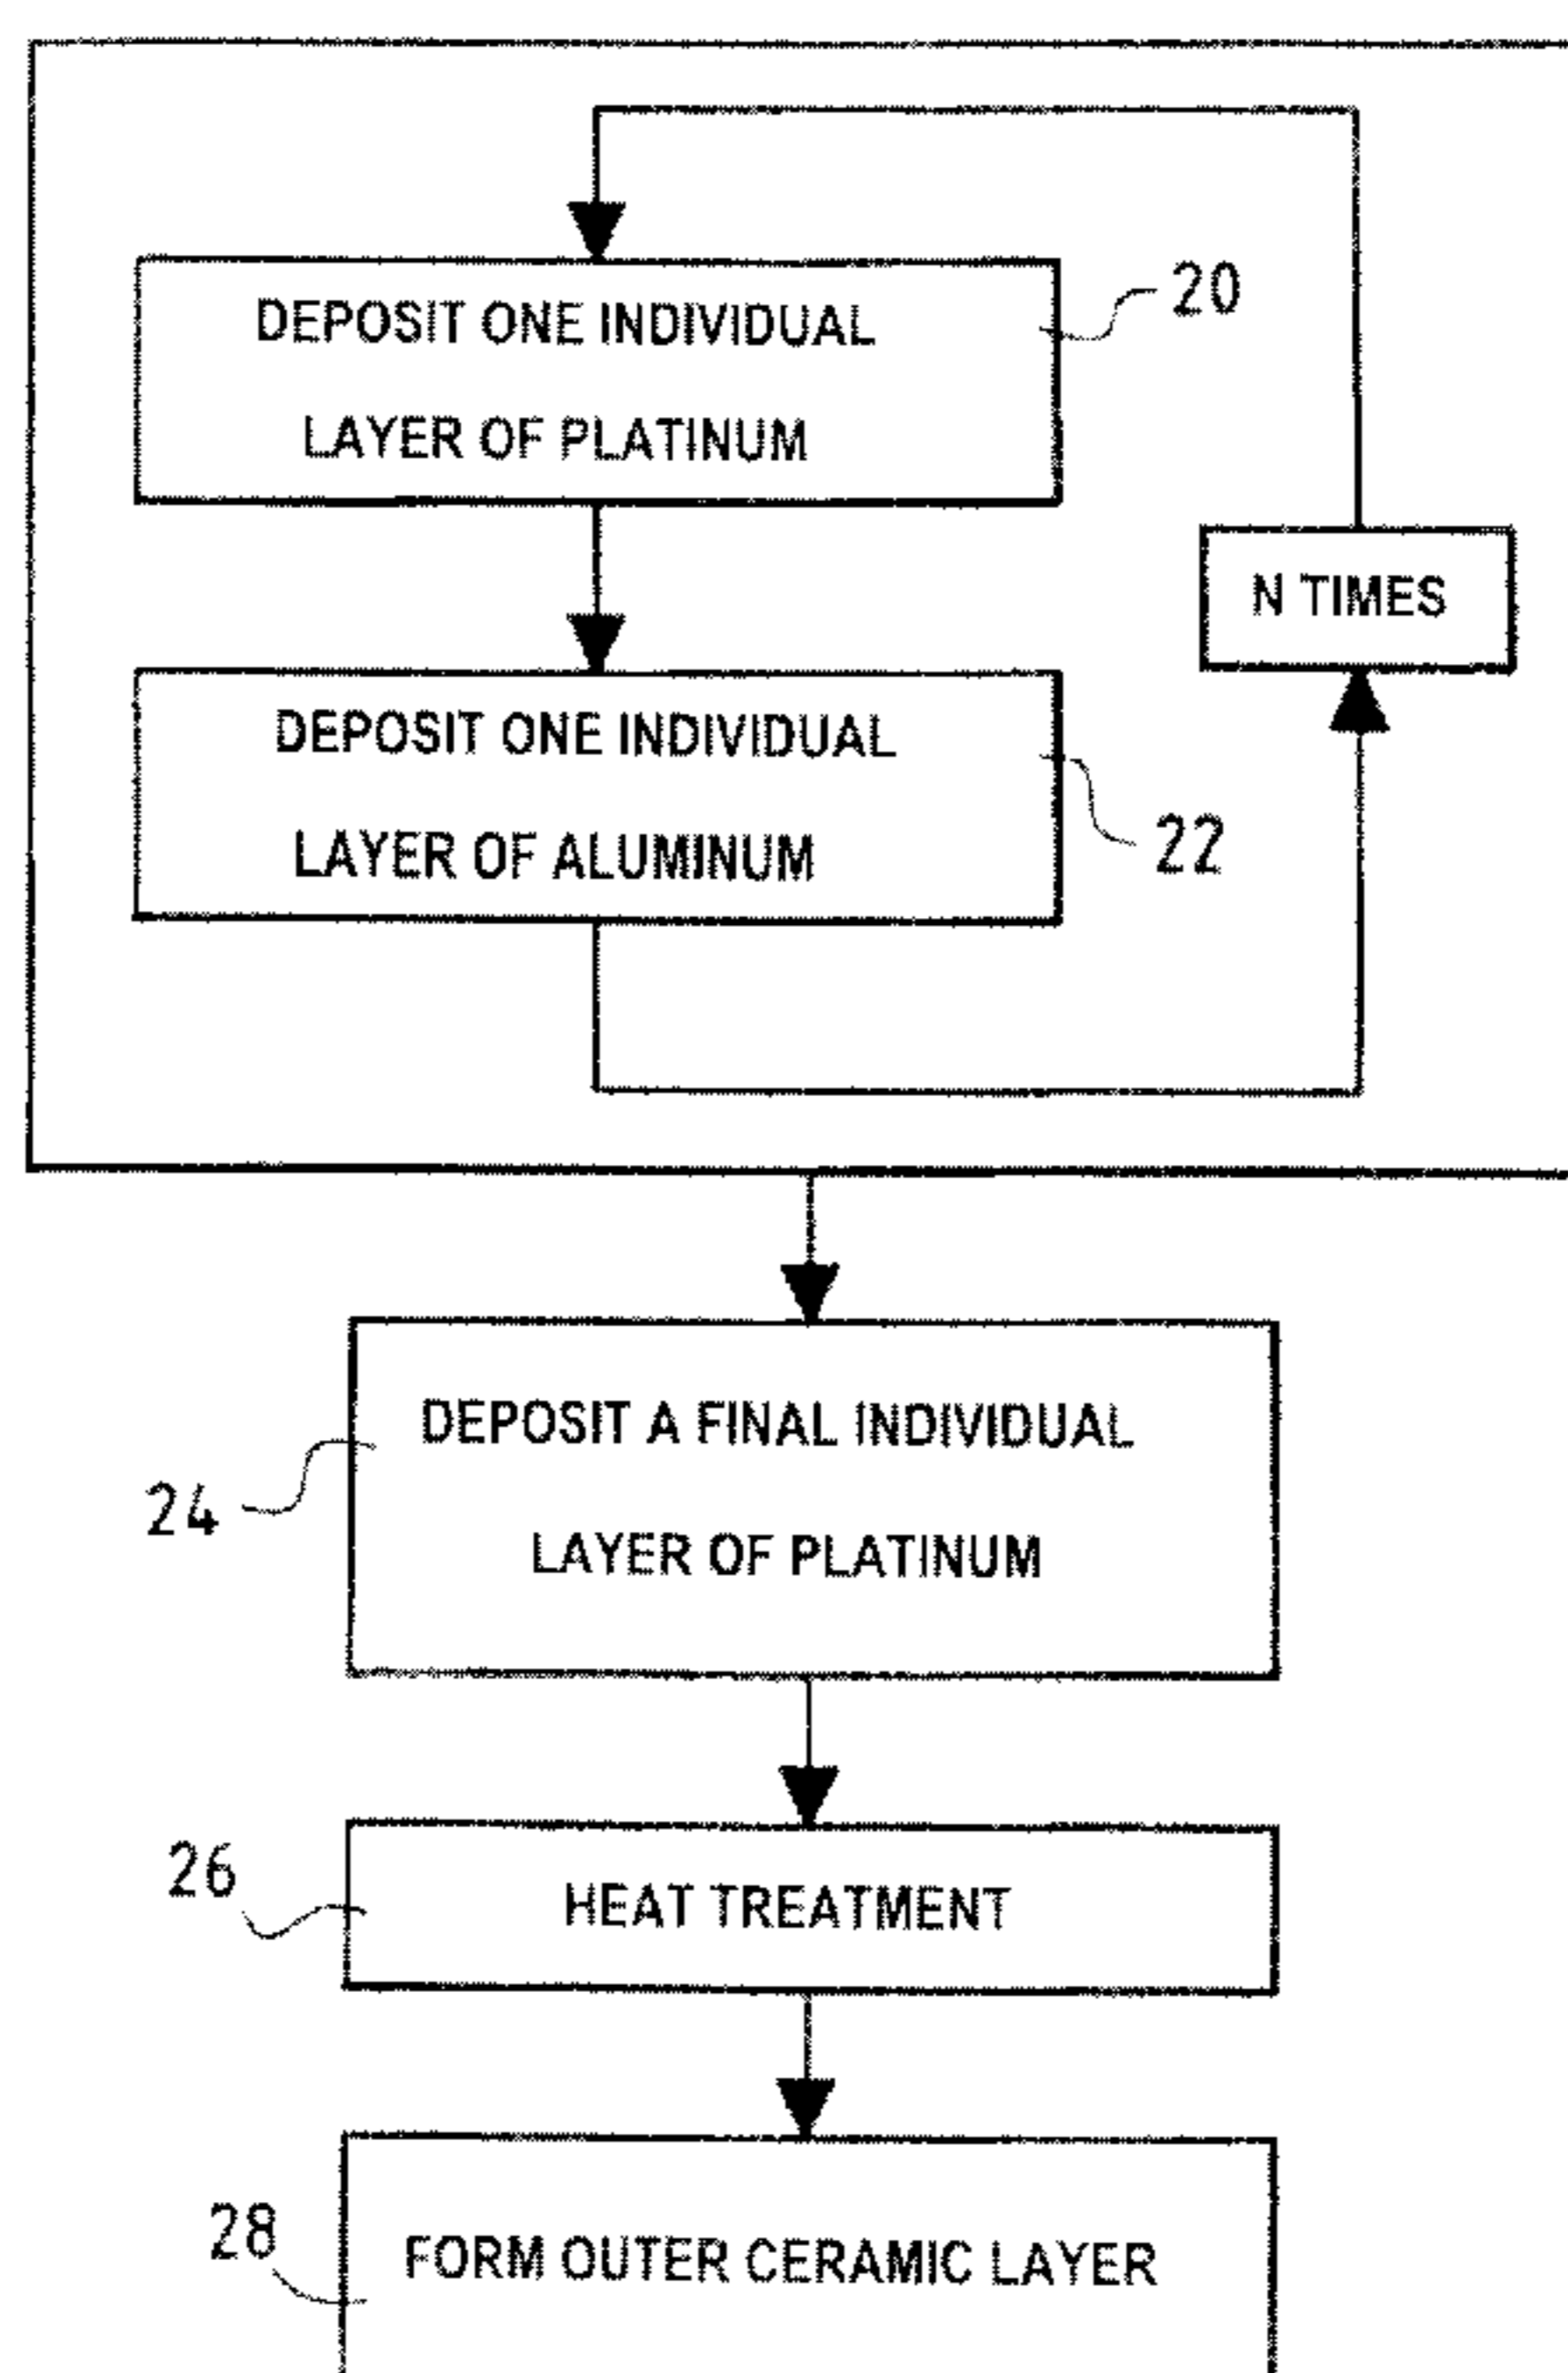 DEPOSIT ONE INDIVIDUAL
LAYER OF PLATINUM
20
N TIMES
DEPOSIT ONE INDIVIDUAL
LAYER OF ALUMINUM
22
DEPOSIT A FINAL INDIVIDUAL
LAYER OF PLATINUM
24
HEAT TREATMENT
26
FORM OUTER CERAMIC LAYER
28